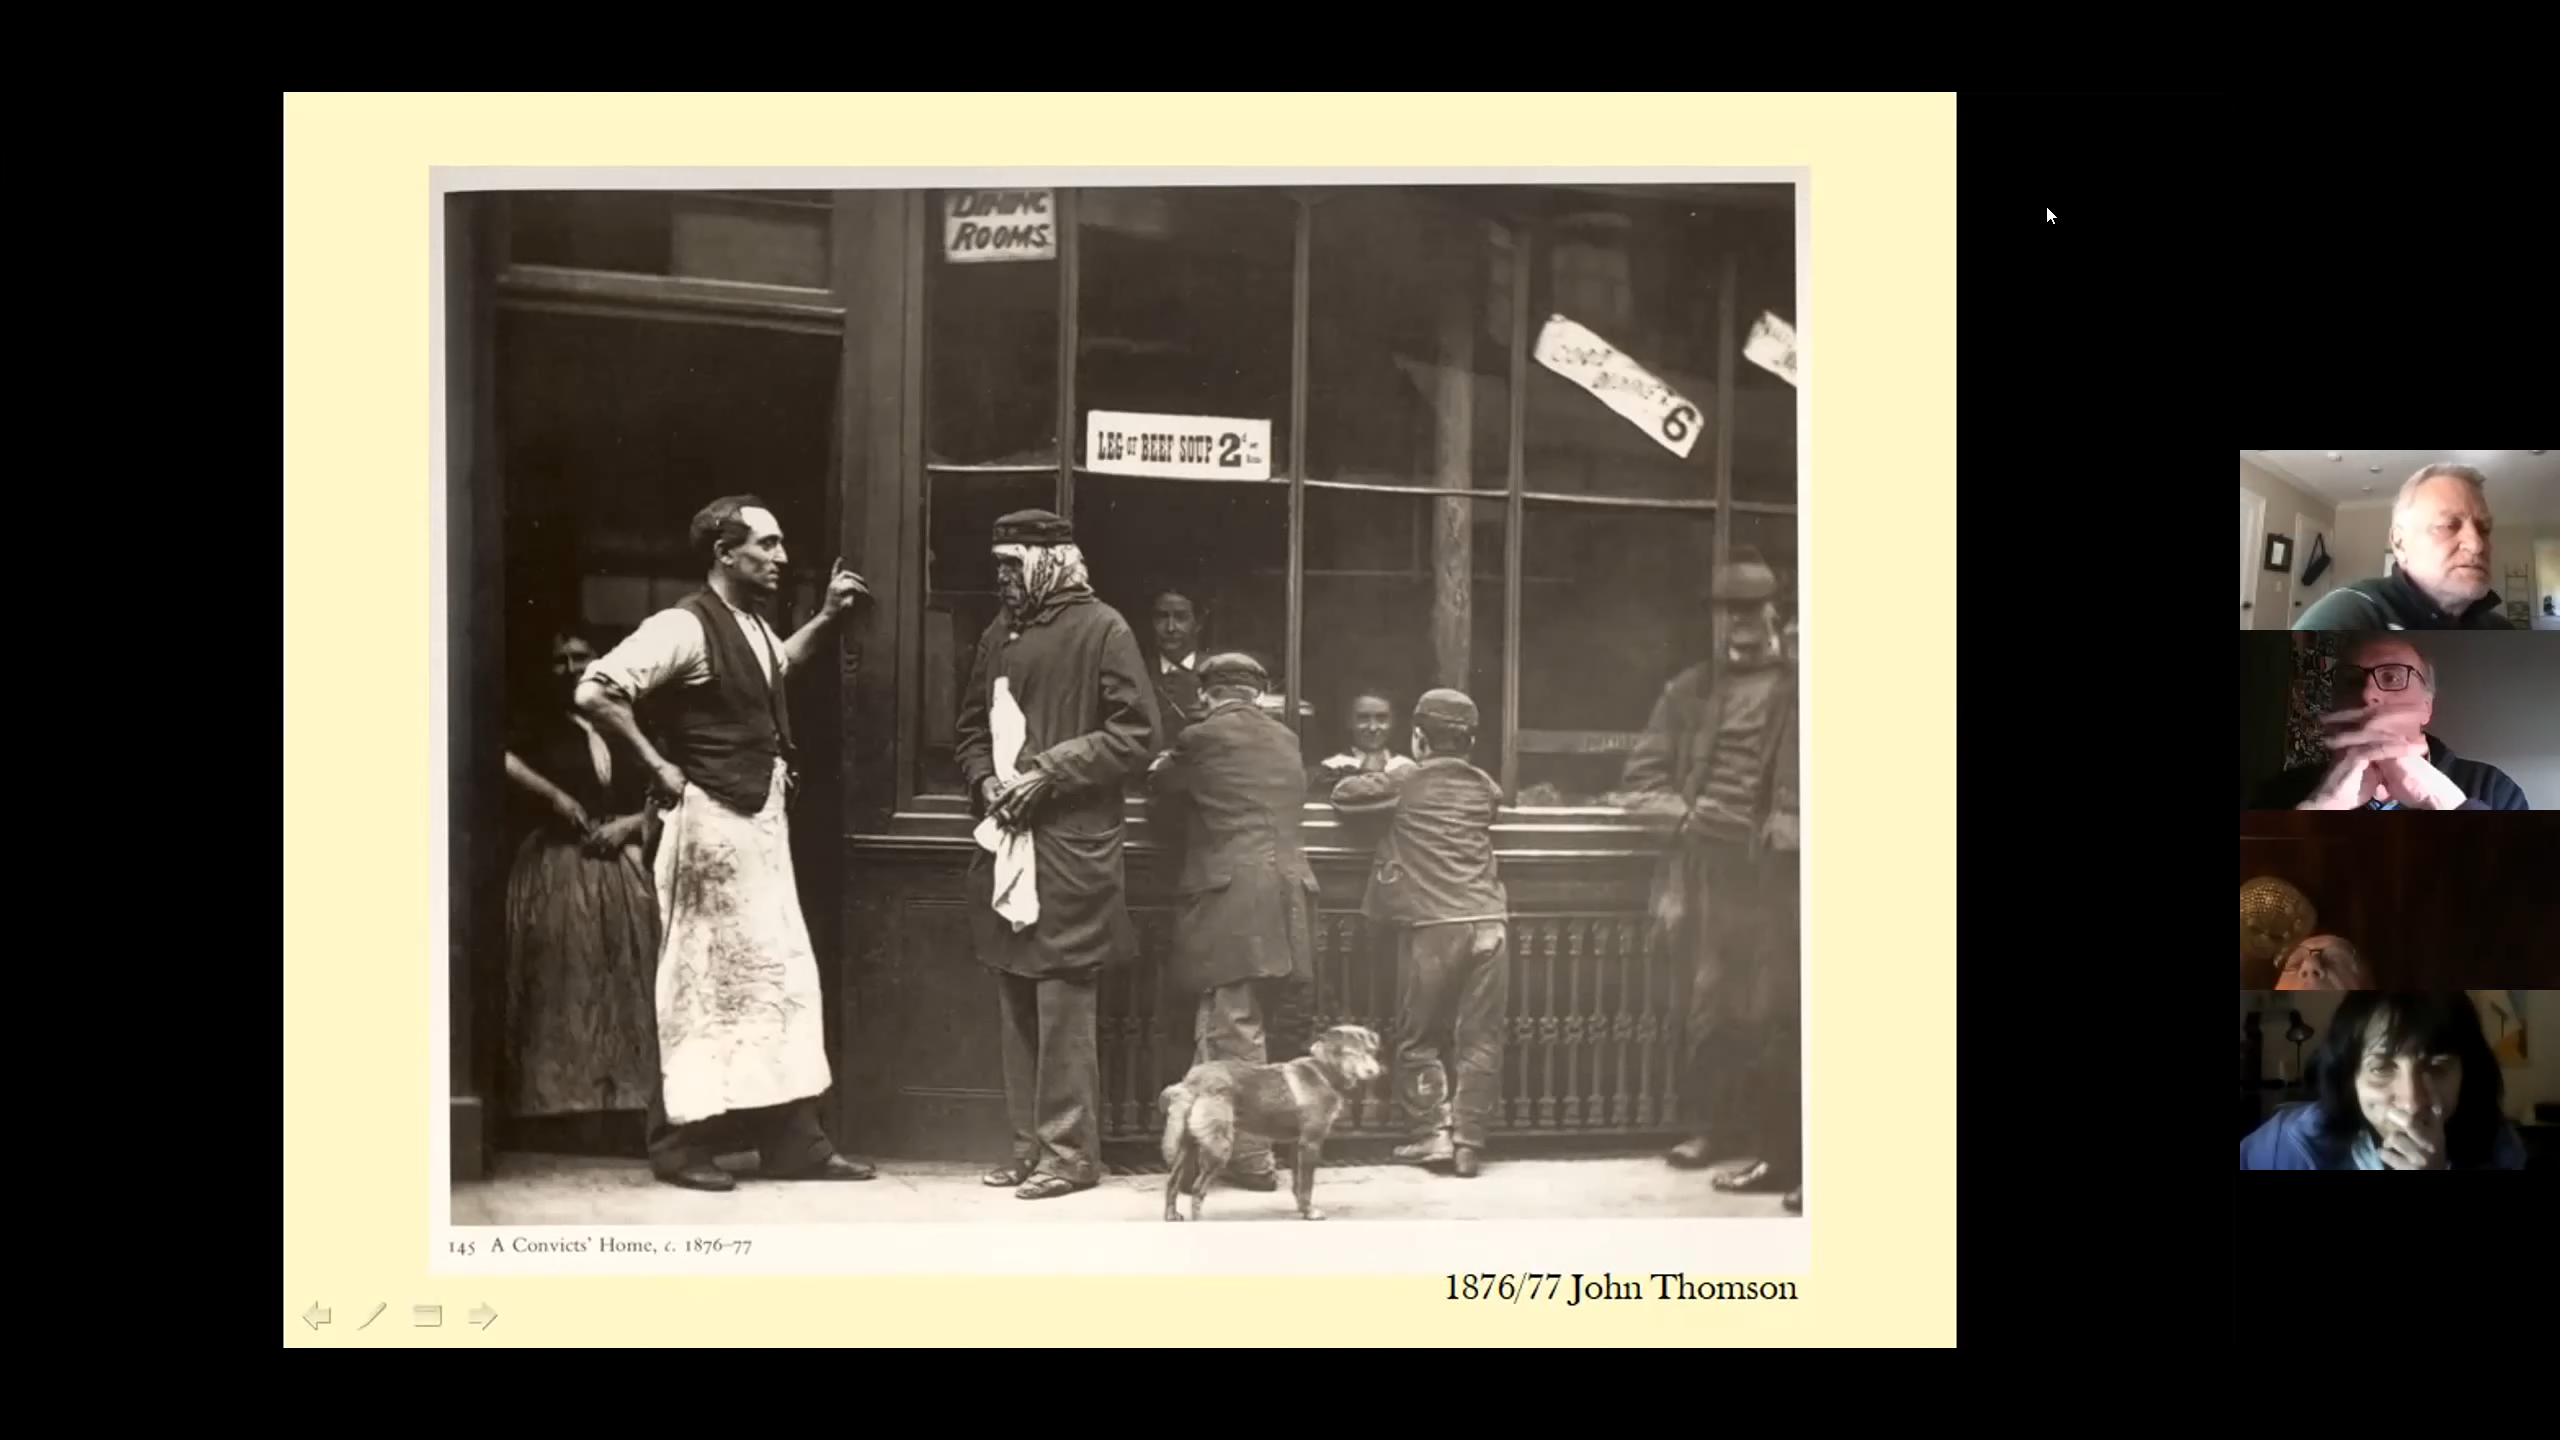 DINING
ROOMS
LEG OF BEEF SOUP 2d
6
145 A Convicts' Home, c. 1876–77
1876/77 John Thomson